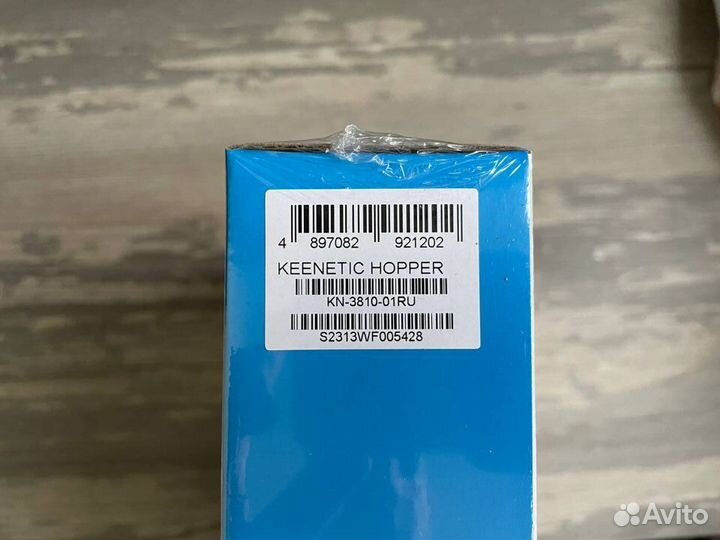 4 897082 921202
KEENETIC HOPPER
KN-3810-01RU
S2313WF005428
Avito